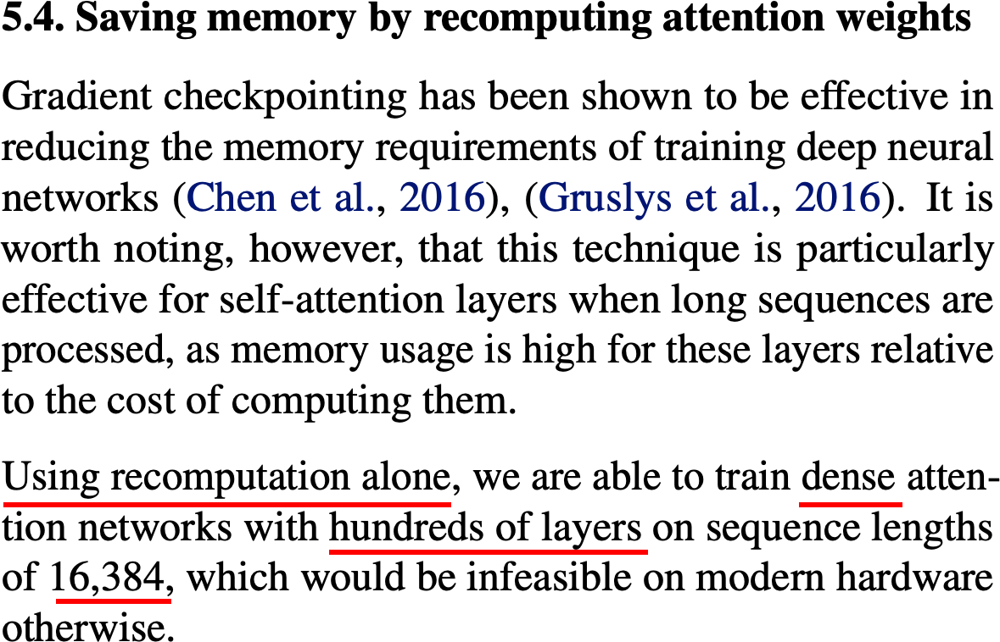 5.4. Saving memory by recomputing attention weights
Gradient checkpointing has been shown to be effective in
reducing the memory requirements of training deep neural
networks (Chen et al., 2016), (Gruslys et al., 2016). It is
worth noting, however, that this technique is particularly
effective for self-attention layers when long sequences are
processed, as memory usage is high for these layers relative
to the cost of computing them.
Using recomputation alone, we are able to train dense atten-
tion networks with hundreds of layers on sequence lengths
of 16,384, which would be infeasible on modern hardware
otherwise.